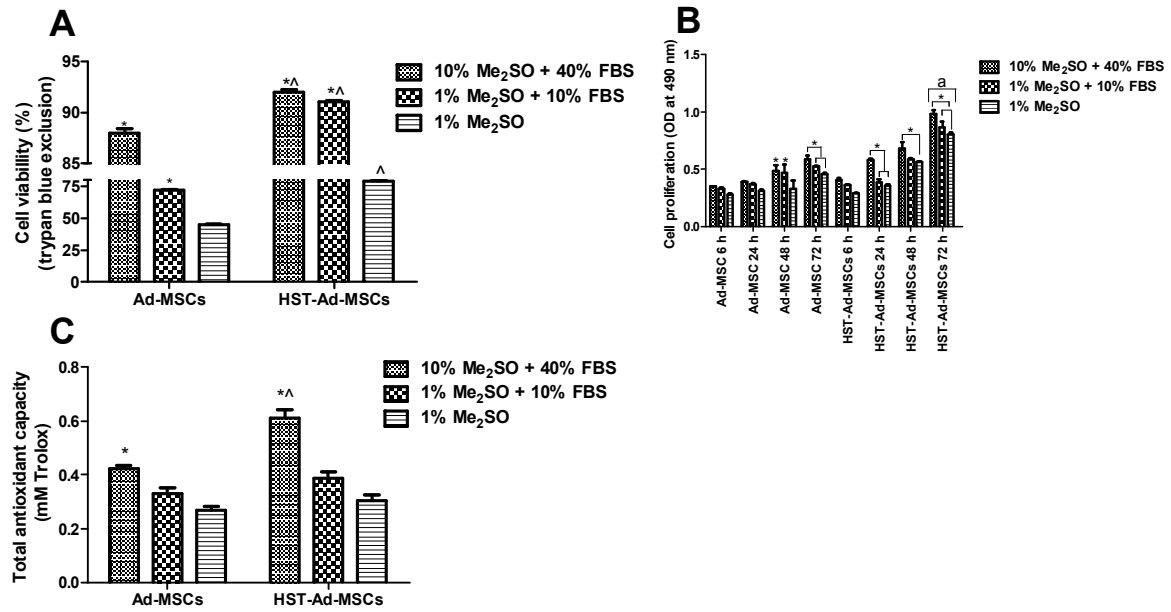 A
Cell viability (%)
(trypan blue exclusion)
95
90
85
75
50
25
0
*
*
*^
*^
^
Ad-MSCs
HST-Ad-MSCs
10% Me₂SO + 40% FBS
1% Me₂SO + 10% FBS
1% Me₂SO
B
Cell proliferation (OD at 490 nm)
1.5
1.0
0.5
0.0
* *
*
*
*
a
*
Ad-MSC 6 h
Ad-MSC 24 h
Ad-MSC 48 h
Ad-MSC 72 h
HST-Ad-MSCs 6 h
HST-Ad-MSCs 24 h
HST-Ad-MSCs 48 h
HST-Ad-MSCs 72 h
10% Me₂SO + 40% FBS
1% Me₂SO + 10% FBS
1% Me₂SO
C
Total antioxidant capacity
(mM Trolox)
0.8
0.6
0.4
0.2
0.0
*
*^
Ad-MSCs
HST-Ad-MSCs
10% Me₂SO + 40% FBS
1% Me₂SO + 10% FBS
1% Me₂SO